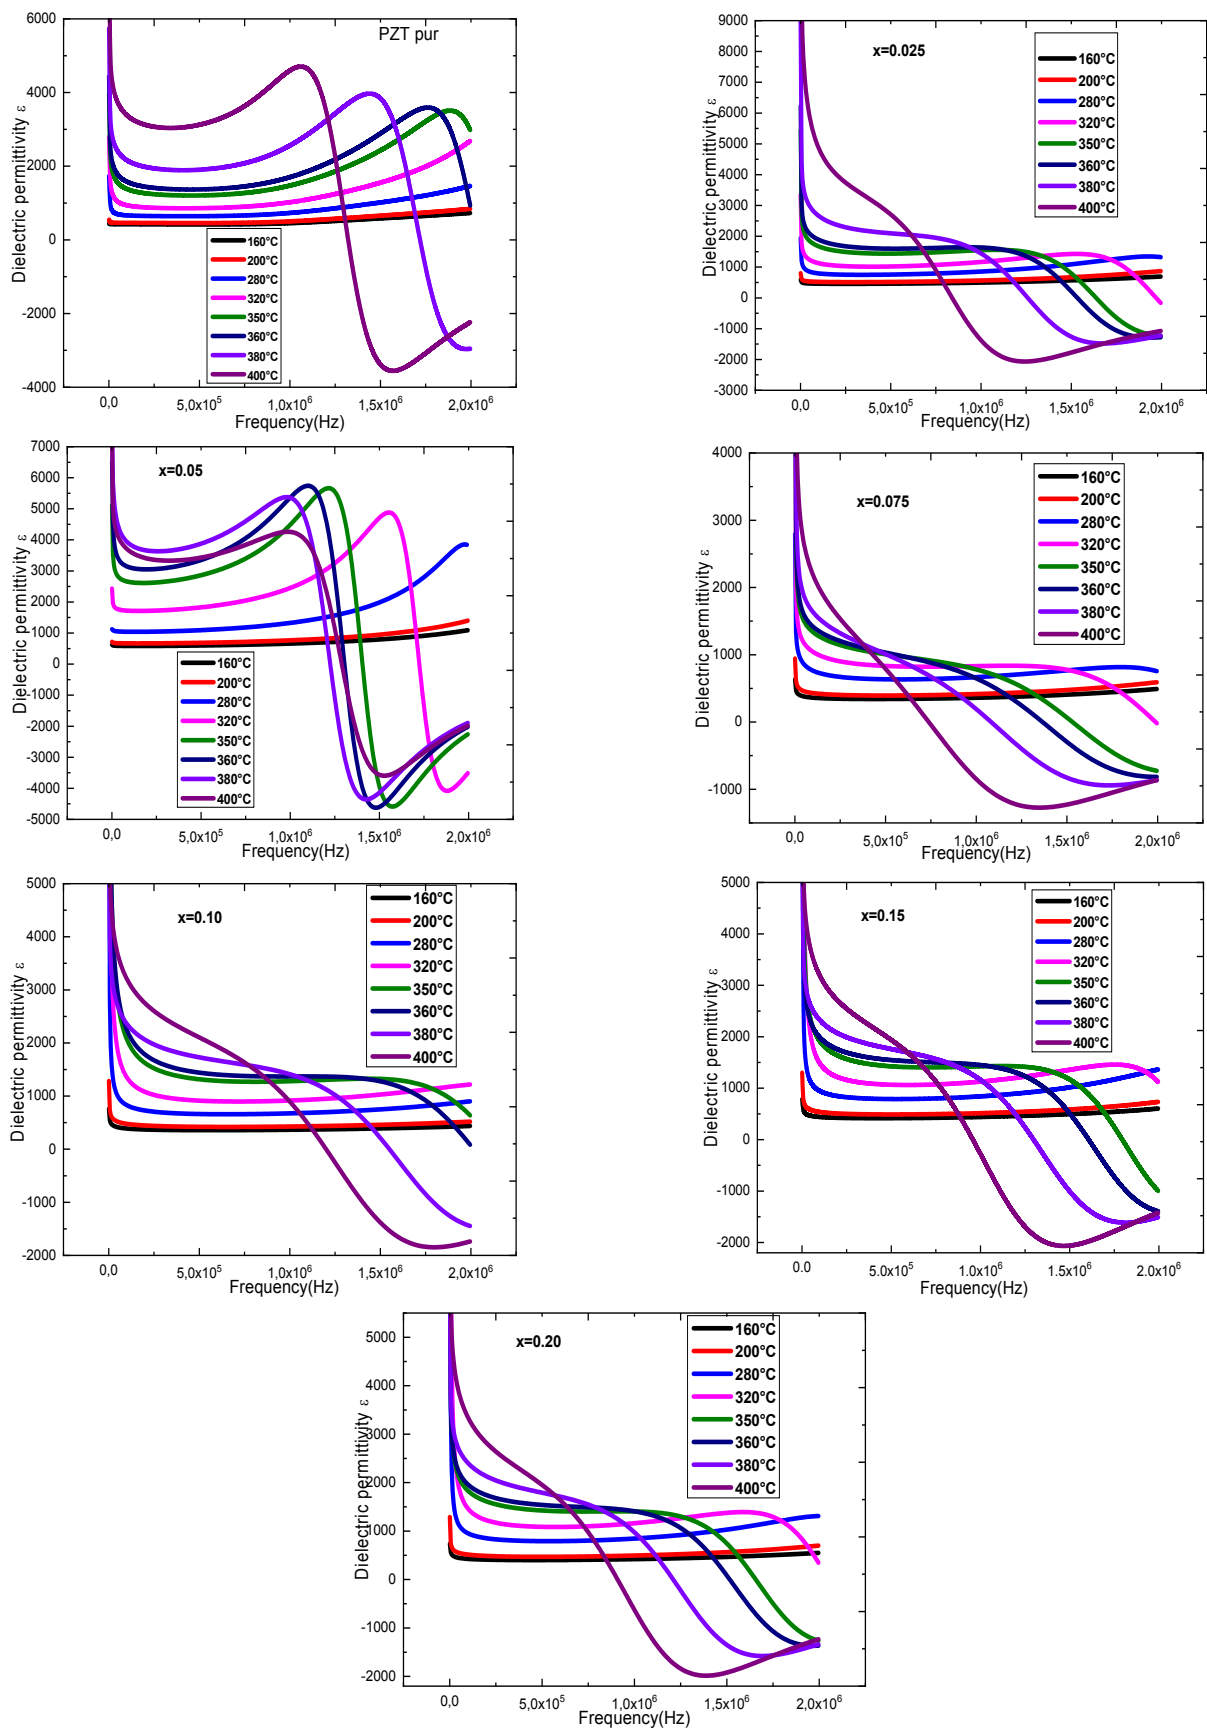 PZT pur
Dielectric permittivity ε
6000
4000
2000
0
-2000
-4000
160°C
200°C
280°C
320°C
350°C
360°C
380°C
400°C
0,0
5,0x10⁵
1,0x10⁶
1,5x10⁶
2,0x10⁶
Frequency(Hz)
x=0.025
Dielectric permittivity ε
9000
8000
7000
6000
5000
4000
3000
2000
1000
0
-1000
-2000
-3000
160°C
200°C
280°C
320°C
350°C
360°C
380°C
400°C
0,0
5,0x10⁵
1,0x10⁶
1,5x10⁶
2,0x10⁶
Frequency(Hz)
x=0.05
Dielectric permittivity ε
7000
6000
5000
4000
3000
2000
1000
0
-1000
-2000
-3000
-4000
-5000
160°C
200°C
280°C
320°C
350°C
360°C
380°C
400°C
0,0
5,0x10⁵
1,0x10⁶
1,5x10⁶
2,0x10⁶
Frequency(Hz)
x=0.075
Dielectric permittivity ε
4000
3000
2000
1000
0
-1000
160°C
200°C
280°C
320°C
350°C
360°C
380°C
400°C
0,0
5,0x10⁵
1,0x10⁶
1,5x10⁶
2,0x10⁶
Frequency(Hz)
x=0.10
Dielectric permittivity ε
5000
4000
3000
2000
1000
0
-1000
-2000
160°C
200°C
280°C
320°C
350°C
360°C
380°C
400°C
0,0
5,0x10⁵
1,0x10⁶
1,5x10⁶
2,0x10⁶
Frequency(Hz)
x=0.15
Dielectric permittivity ε
5000
4000
3000
2000
1000
0
-1000
-2000
160°C
200°C
280°C
320°C
350°C
360°C
380°C
400°C
0.0
5,0x10⁵
1,0x10⁶
1,5x10⁶
2,0x10⁶
Frequency(Hz)
x=0.20
Dielectric permittivity ε
5000
4000
3000
2000
1000
0
-1000
-2000
160°C
200°C
280°C
320°C
350°C
360°C
380°C
400°C
0,0
5,0x10⁵
1,0x10⁶
1,5x10⁶
2,0x10⁶
Frequency(Hz)